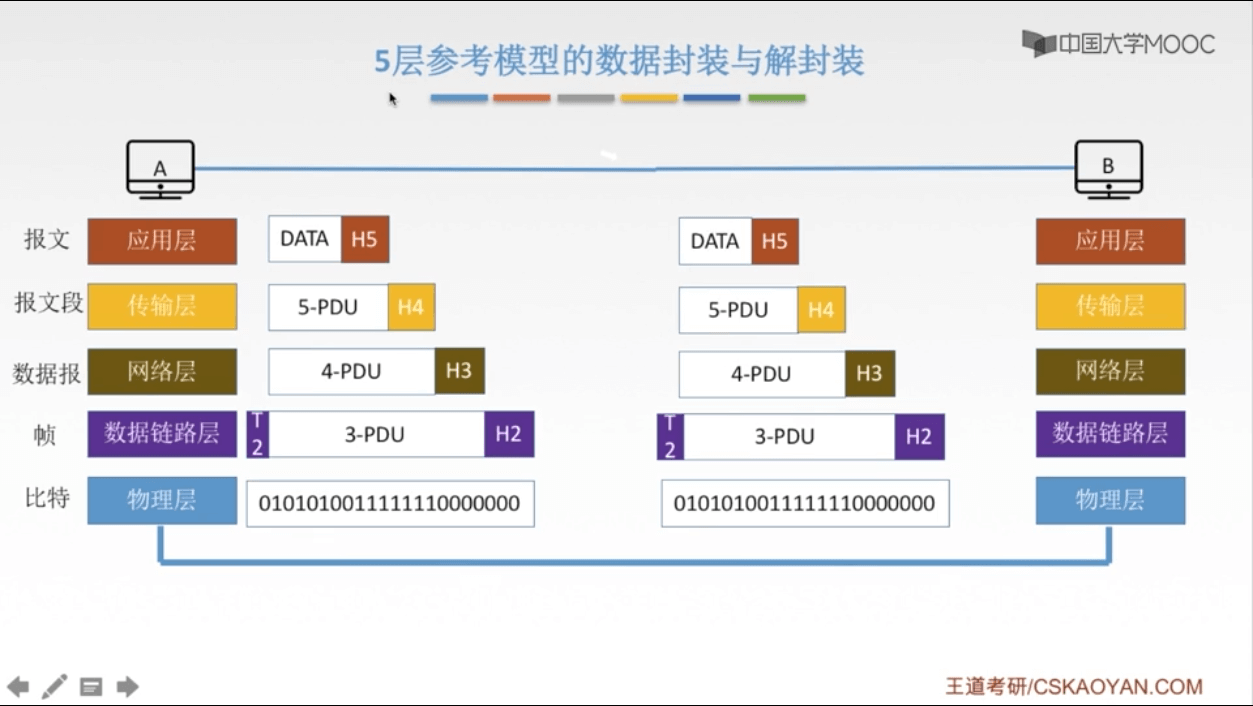 5层参考模型的数据封装与解封装
中国大学MOOC
A
B
报文 应用层 DATA H5 DATA H5 应用层
报文段 传输层 5-PDU H4 5-PDU H4 传输层
数据报 网络层 4-PDU H3 4-PDU H3 网络层
帧 数据链路层 T2 3-PDU H2 T2 3-PDU H2 数据链路层
比特 物理层 0101010011111110000000 0101010011111110000000 物理层
王道考研/CSKAOYAN.COM